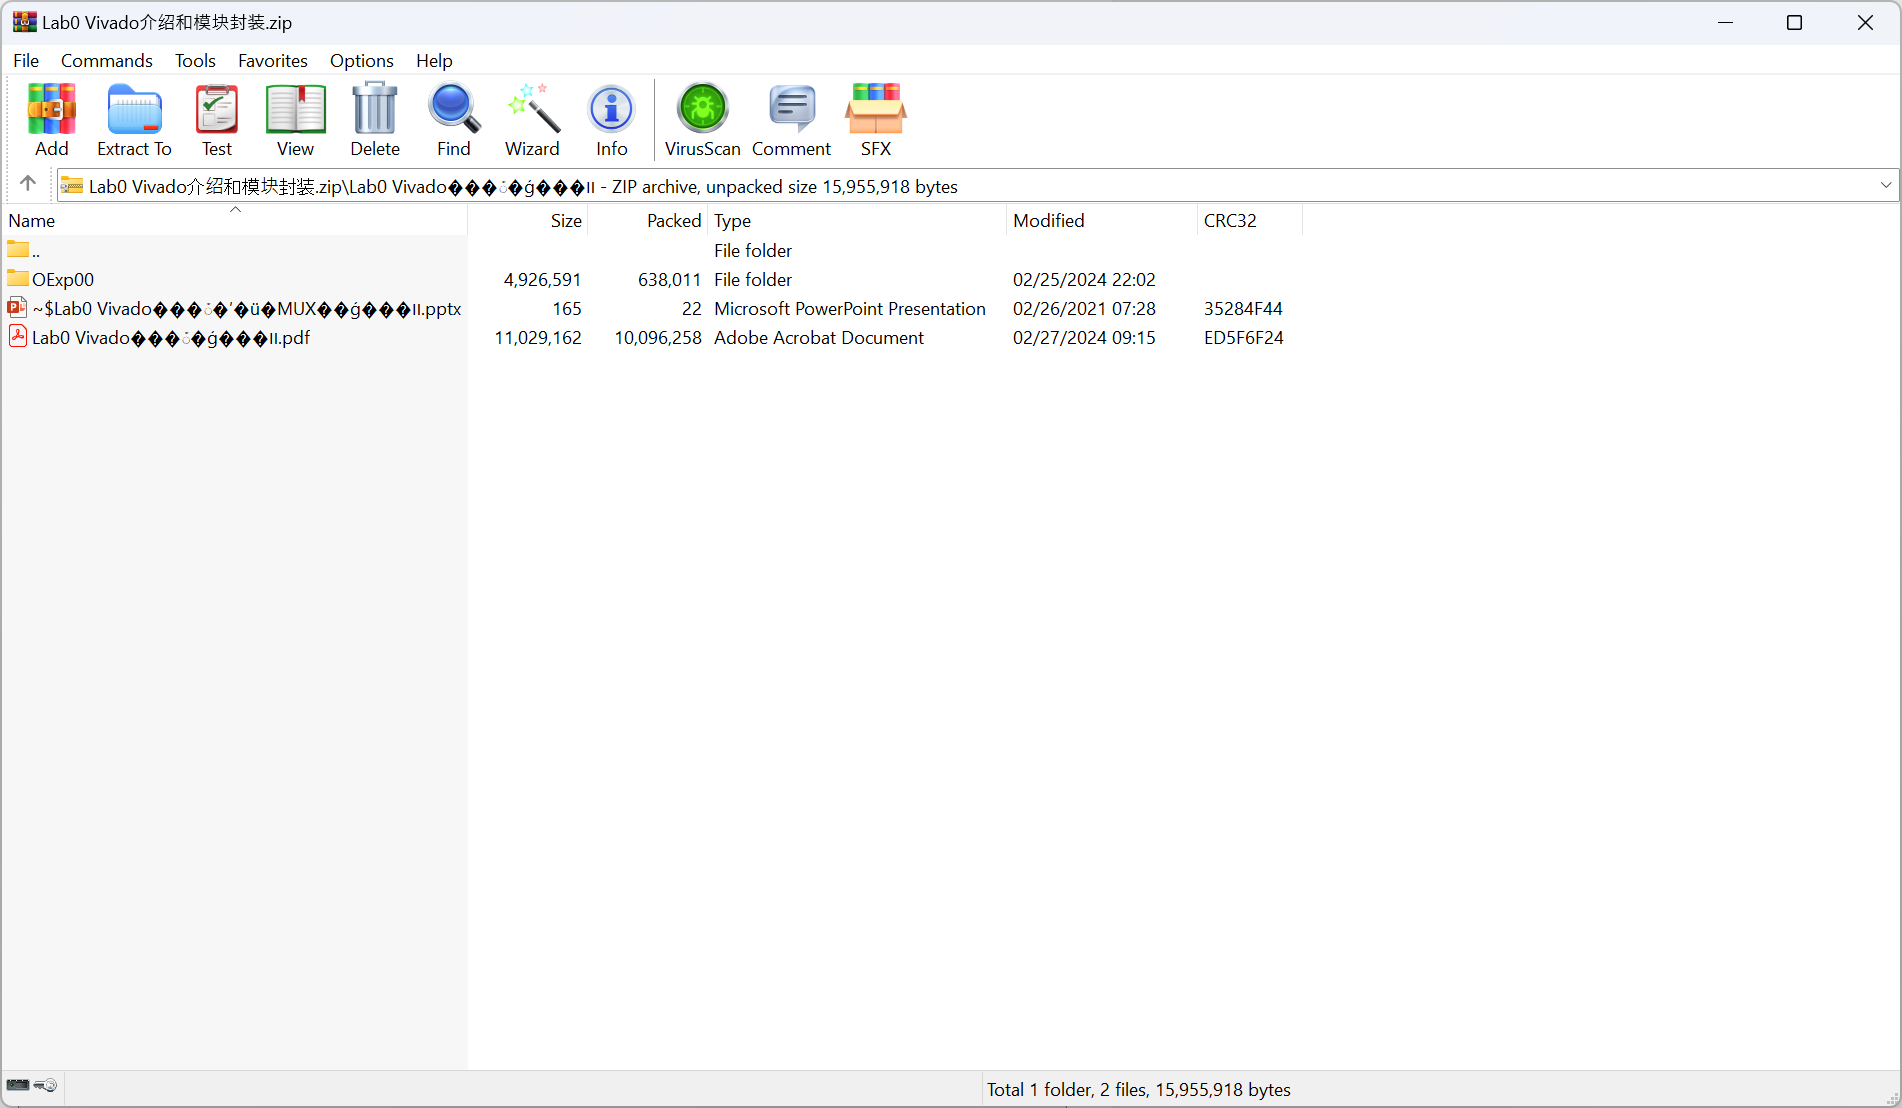 Lab0 Vivado介绍和模块封装.zip
File Commands Tools Favorites Options Help
Add Extract To Test View Delete Find Wizard Info VirusScan Comment SFX
Lab0 Vivado介绍和模块封装.zip\Lab0 Vivado���ܺ�ģ���װ - ZIP archive, unpacked size 15,955,918 bytes
Name Size Packed Type Modified CRC32
.. File folder
OExp00 4,926,591 638,011 File folder 02/25/2024 22:02
~$Lab0 Vivado���ܺ�ʹ�ü�MUX��ģ���װ.pptx 165 22 Microsoft PowerPoint Presentation 02/26/2021 07:28 35284F44
Lab0 Vivado���ܺ�ģ���װ.pdf 11,029,162 10,096,258 Adobe Acrobat Document 02/27/2024 09:15 ED5F6F24
Total 1 folder, 2 files, 15,955,918 bytes